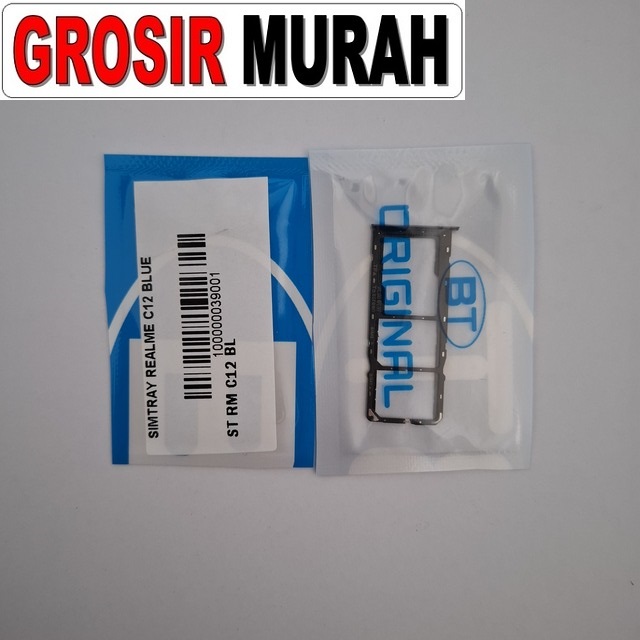 GROSIR MURAH
SIMTRAY REALME C12 BLUE
100000039001
ST RM C12 BL
BT
ORIGINAL